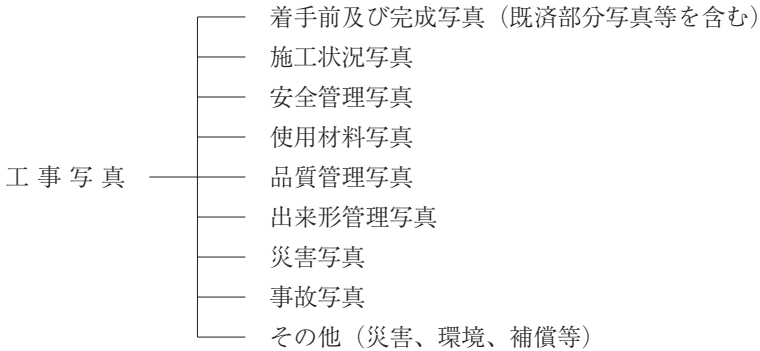 着手前及び完成写真（既済部分写真等を含む）
施工状況写真
安全管理写真
使用材料写真
工事写真
品質管理写真
出来形管理写真
災害写真
事故写真
その他（災害、環境、補償等）